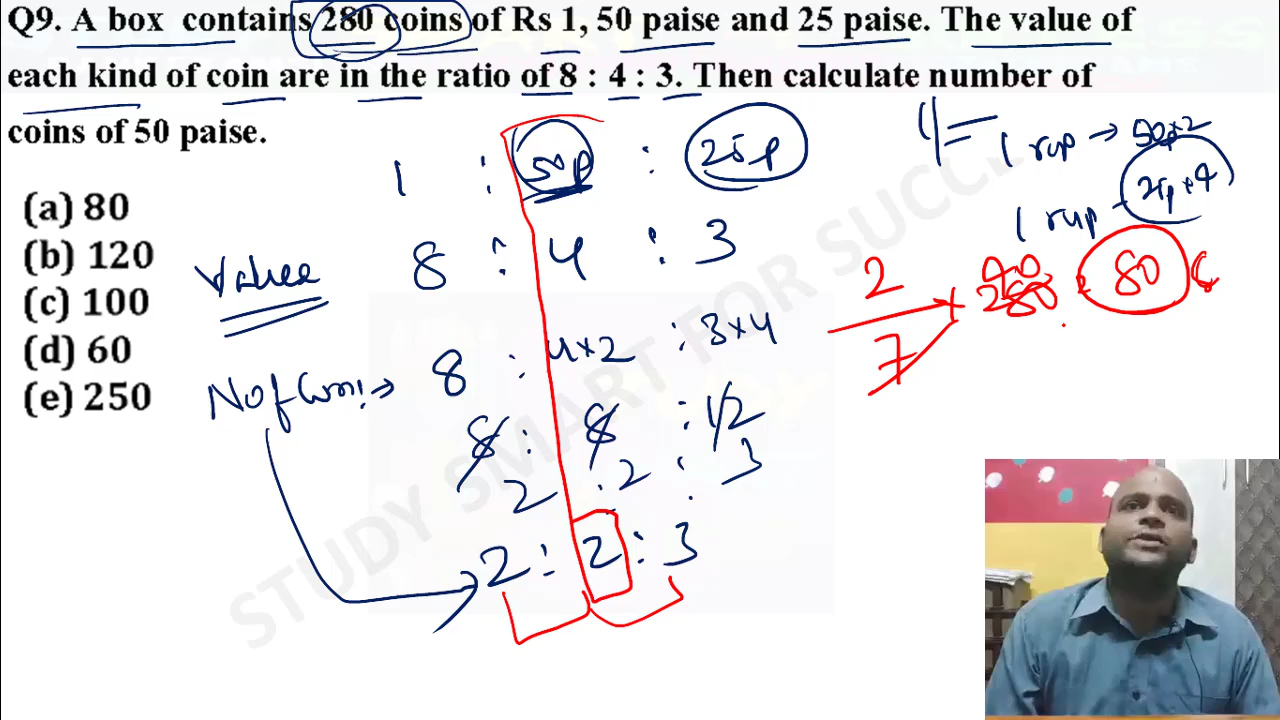 Q9. A box contains 280 coins of Rs 1, 50 paise and 25 paise. The value of
each kind of coin are in the ratio of 8 : 4 : 3. Then calculate number of
coins of 50 paise.
(a) 80
(b) 120
(c) 100
(d) 60
(e) 250
1 : 50p : 25p
Value 8 : 4 : 3
No of Coins → 8 : 4×2 : 3×4
8 : 8 : 12
2 : 2 : 3
2 : 2 : 3
1 rup → 50p×2
1 rup - 25p×4
2
7
× 280
40
80
STUDY SMART FOR SUCC